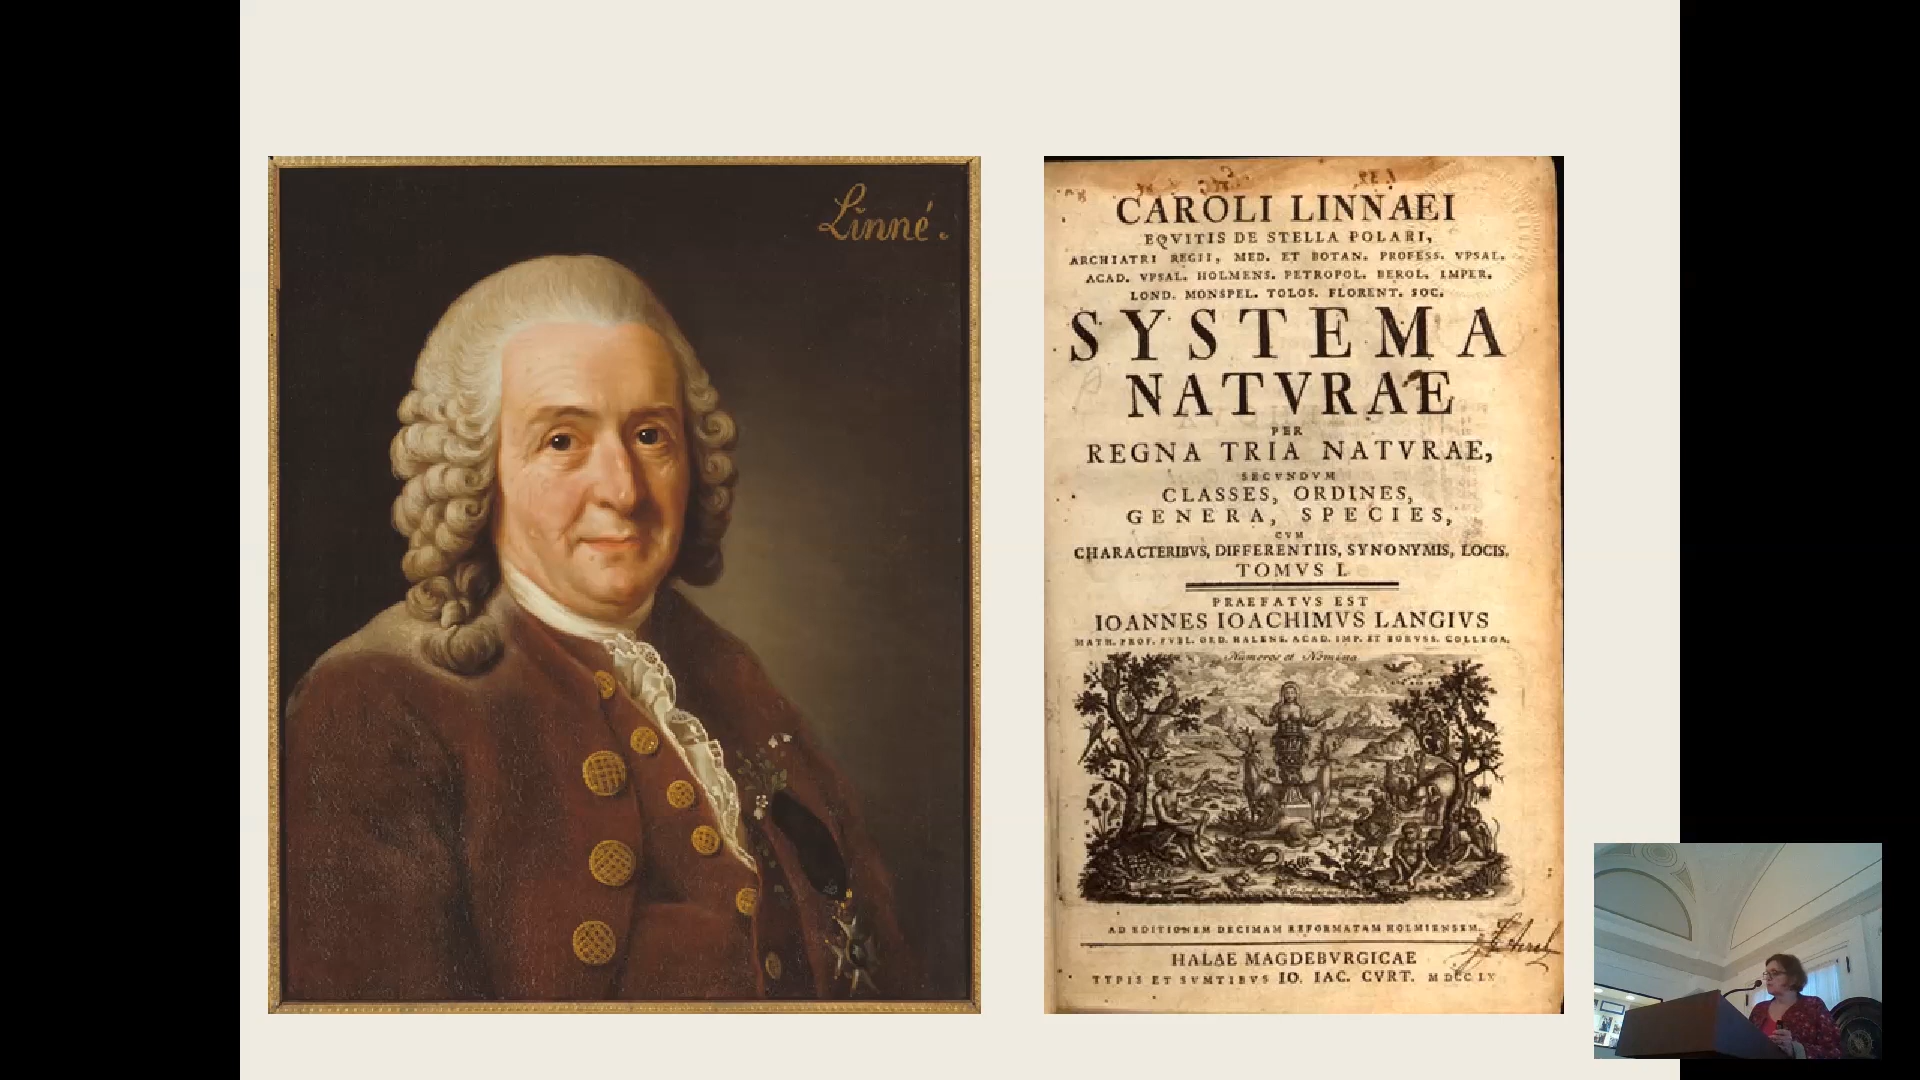 Linné.
CAROLI LINNAEI
EQVITIS DE STELLA POLARI,
ARCHIATRI REGII, MED. ET BOTAN. PROFESS. VPSAL.
ACAD. VPSAL. HOLMENS. PETROPOL. BEROL. IMPER.
LOND. MONSPEL. TOLOS. FLORENT. SOC.
SYSTEMA
NATVRAE
PER
REGNA TRIA NATVRAE,
SECVNDVM
CLASSES, ORDINES,
GENERA, SPECIES,
CVM
CHARACTERIBVS, DIFFERENTIIS, SYNONYMIS, LOCIS.
TOMVS I.
PRAEFATVS EST
IOANNES IOACHIMVS LANGIVS
MATH. PROF. PVBL. ORD. HALENS. ACAD. IMP. ET BORVSS. COLLEGA.
Numeros et Nomina
AD EDITIONEM DECIMAM REFORMATAM HOLMIENSEM.
HALAE MAGDEBVRGICAE
TYPIS ET SVMTIBVS IO. IAC. CVRT. MDCCLX